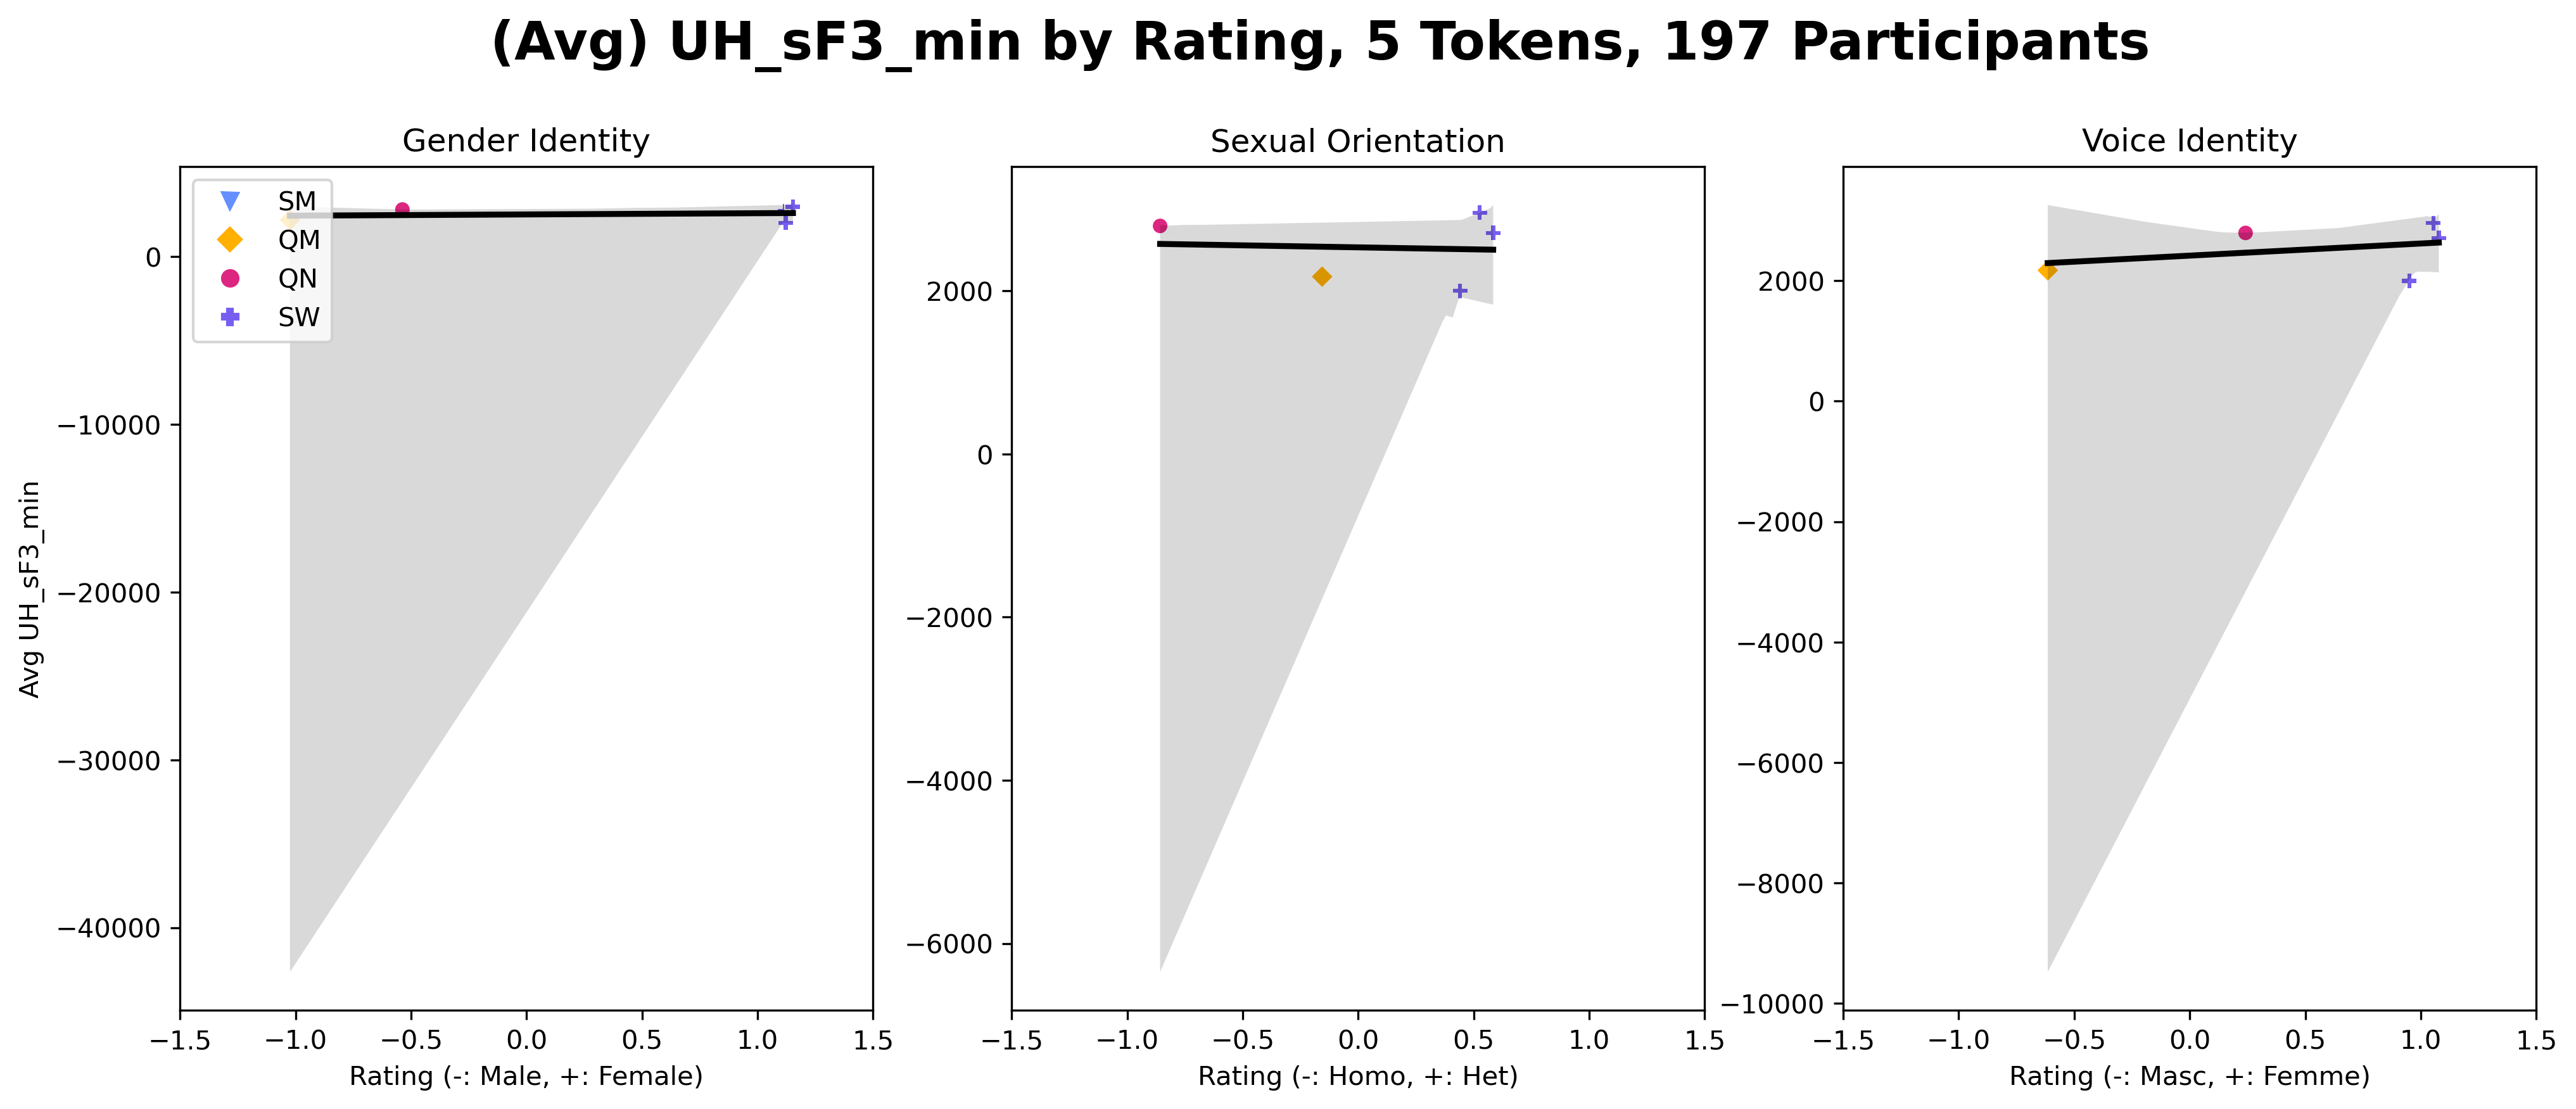 (Avg) UH_sF3_min by Rating, 5 Tokens, 197 Participants
Gender Identity
Sexual Orientation
Voice Identity
SM
QM
QN
SW
Avg UH_sF3_min
0
−10000
−20000
−30000
−40000
−1.5 −1.0 −0.5 0.0 0.5 1.0 1.5
Rating (-: Male, +: Female)
2000
0
−2000
−4000
−6000
−1.5 −1.0 −0.5 0.0 0.5 1.0 1.5
Rating (-: Homo, +: Het)
2000
0
−2000
−4000
−6000
−8000
−10000
−1.5 −1.0 −0.5 0.0 0.5 1.0 1.5
Rating (-: Masc, +: Femme)